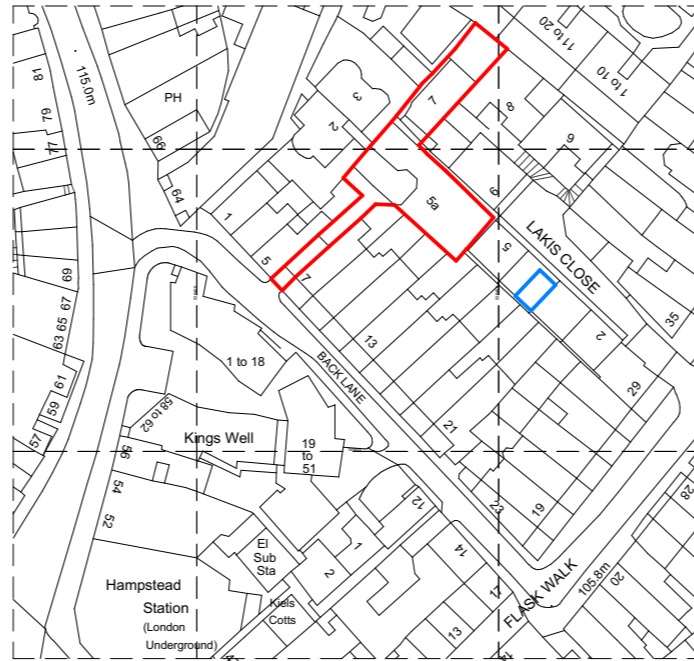 11 to 20
1 to 10
81
115.0m
79
77
PH
66
64
3
2
7
8
9
6
5a
LAKIS CLOSE
5
1
5
7
2
35
29
69
67
65
63
61
59
57
13
1 to 18
BACK LANE
58 to 62
Kings Well
56
54
52
19
to
51
21
23
19
28
12
14
El
Sub
Sta
1
2
Hampstead
Station
(London
Underground)
Kiels
Cotts
17
13
FLASK WALK
105.8m
20